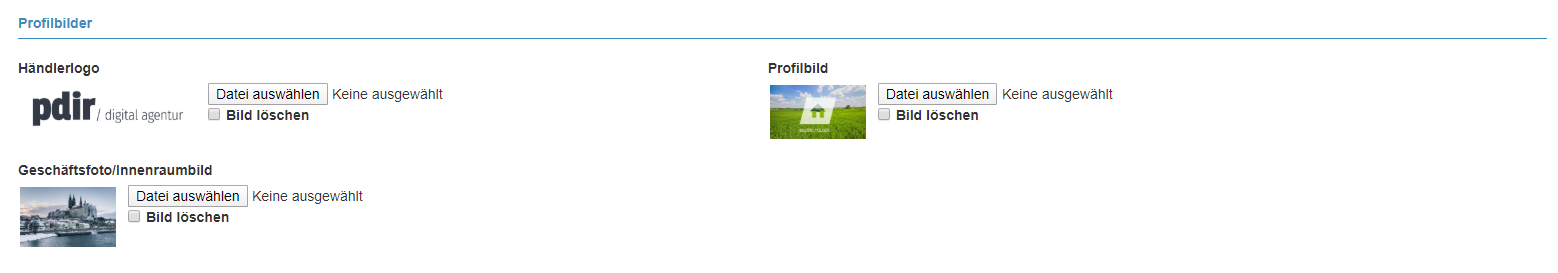 Profilbilder
Händlerlogo
pdir / digital agentur
Datei auswählen Keine ausgewählt
Bild löschen
Profilbild
Datei auswählen Keine ausgewählt
Bild löschen
Geschäftsfoto/Innenraumbild
Datei auswählen Keine ausgewählt
Bild löschen